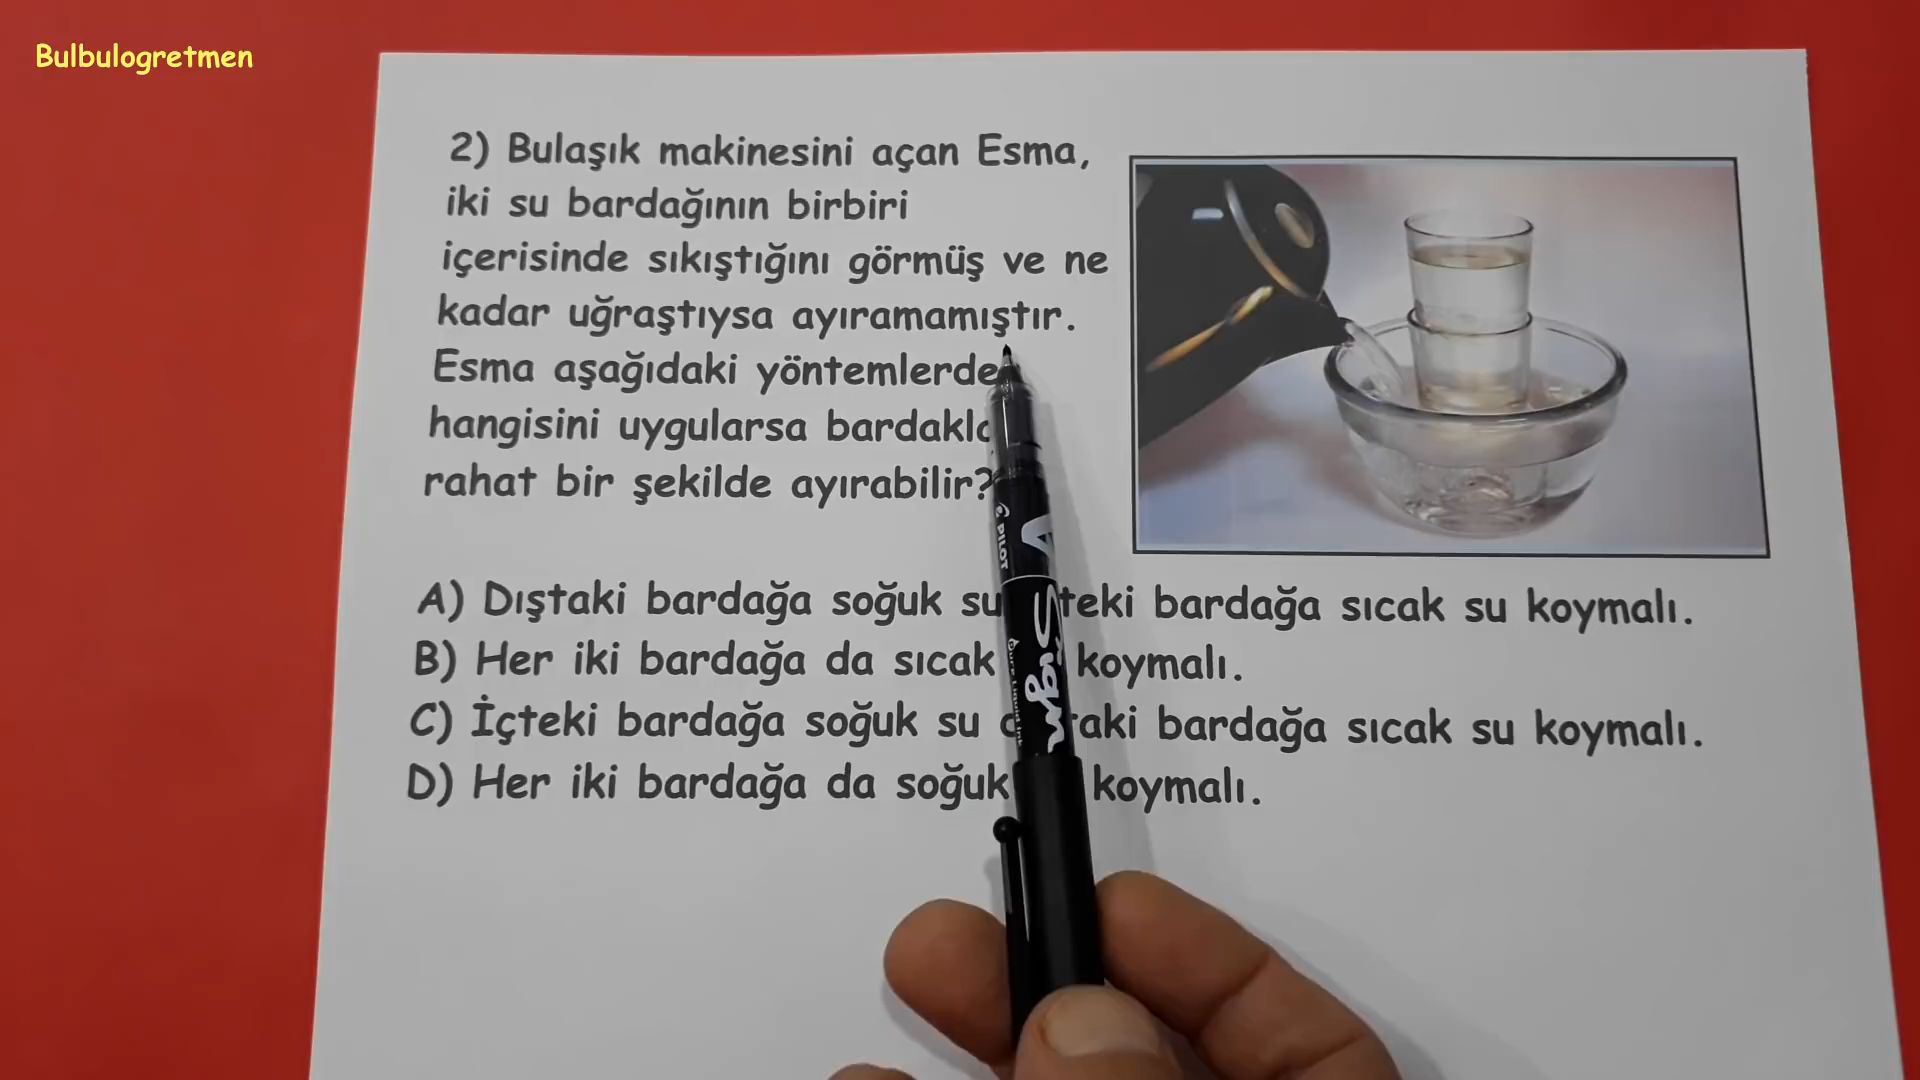 Bulbulogretmen
2) Bulaşık makinesini açan Esma,
iki su bardağının birbiri
içerisinde sıkıştığını görmüş ve ne
kadar uğraştıysa ayıramamıştır.
Esma aşağıdaki yöntemlerde
hangisini uygularsa
rahat bir şekilde ayırabilir?
A) Dıştaki bardağa soğuk su teki bardağa sıcak su koymalı.
B) Her iki bardağa da sıcak koymalı.
C) İçteki bardağa soğuk su taki bardağa sıcak su koymalı.
D) Her iki bardağa da soğuk koymalı.
PILOT
V Sign